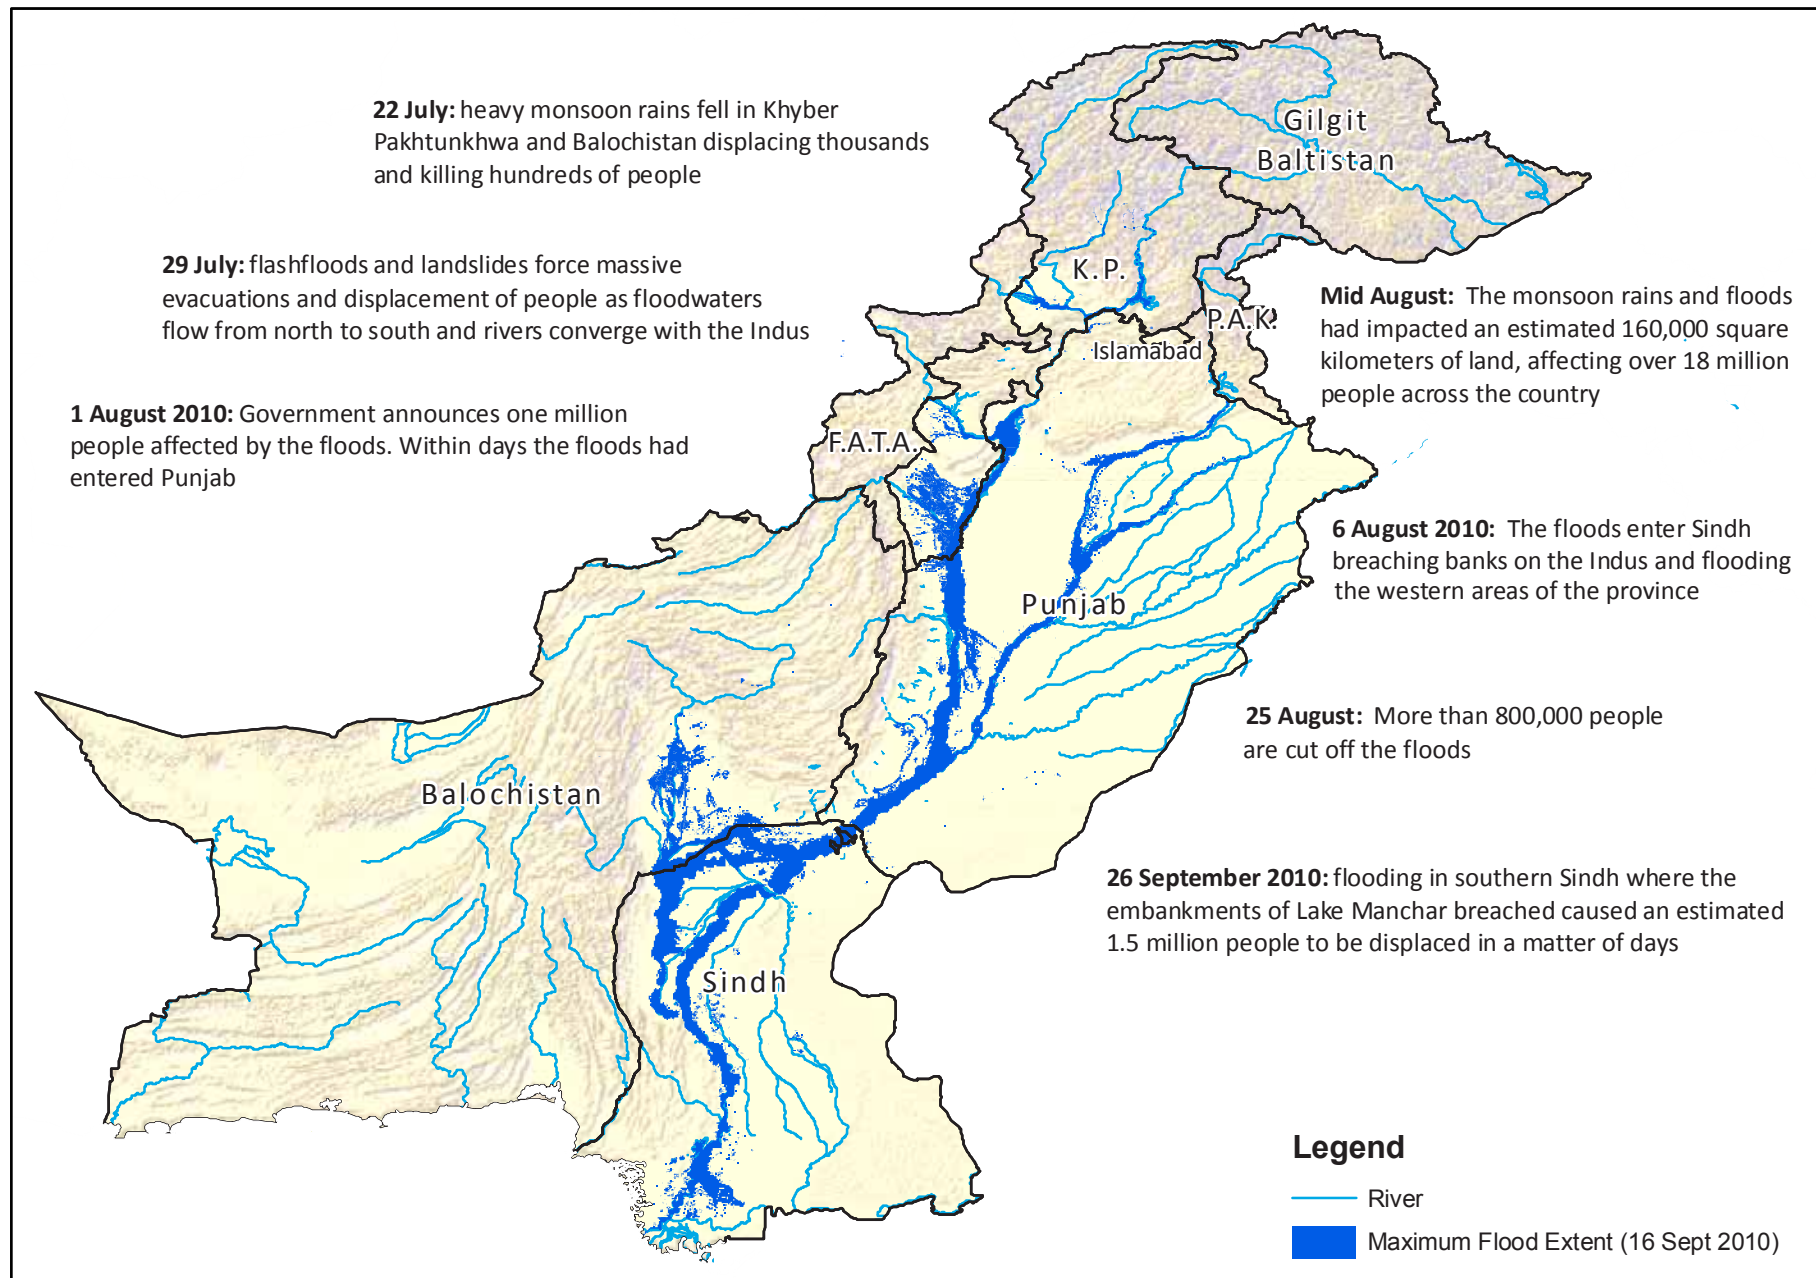 22 July: heavy monsoon rains fell in Khyber
Pakhtunkhwa and Balochistan displacing thousands
and killing hundreds of people
29 July: flashfloods and landslides force massive
evacuations and displacement of people as floodwaters
flow from north to south and rivers converge with the Indus
1 August 2010: Government announces one million
people affected by the floods. Within days the floods had
entered Punjab
Gilgit
Baltistan
K.P.
P.A.K.
Islamabad
F.A.T.A.
Punjab
Balochistan
Sindh
Mid August: The monsoon rains and floods
had impacted an estimated 160,000 square
kilometers of land, affecting over 18 million
people across the country
6 August 2010: The floods enter Sindh
breaching banks on the Indus and flooding
the western areas of the province
25 August: More than 800,000 people
are cut off the floods
26 September 2010: flooding in southern Sindh where the
embankments of Lake Manchar breached caused an estimated
1.5 million people to be displaced in a matter of days
Legend
River
Maximum Flood Extent (16 Sept 2010)